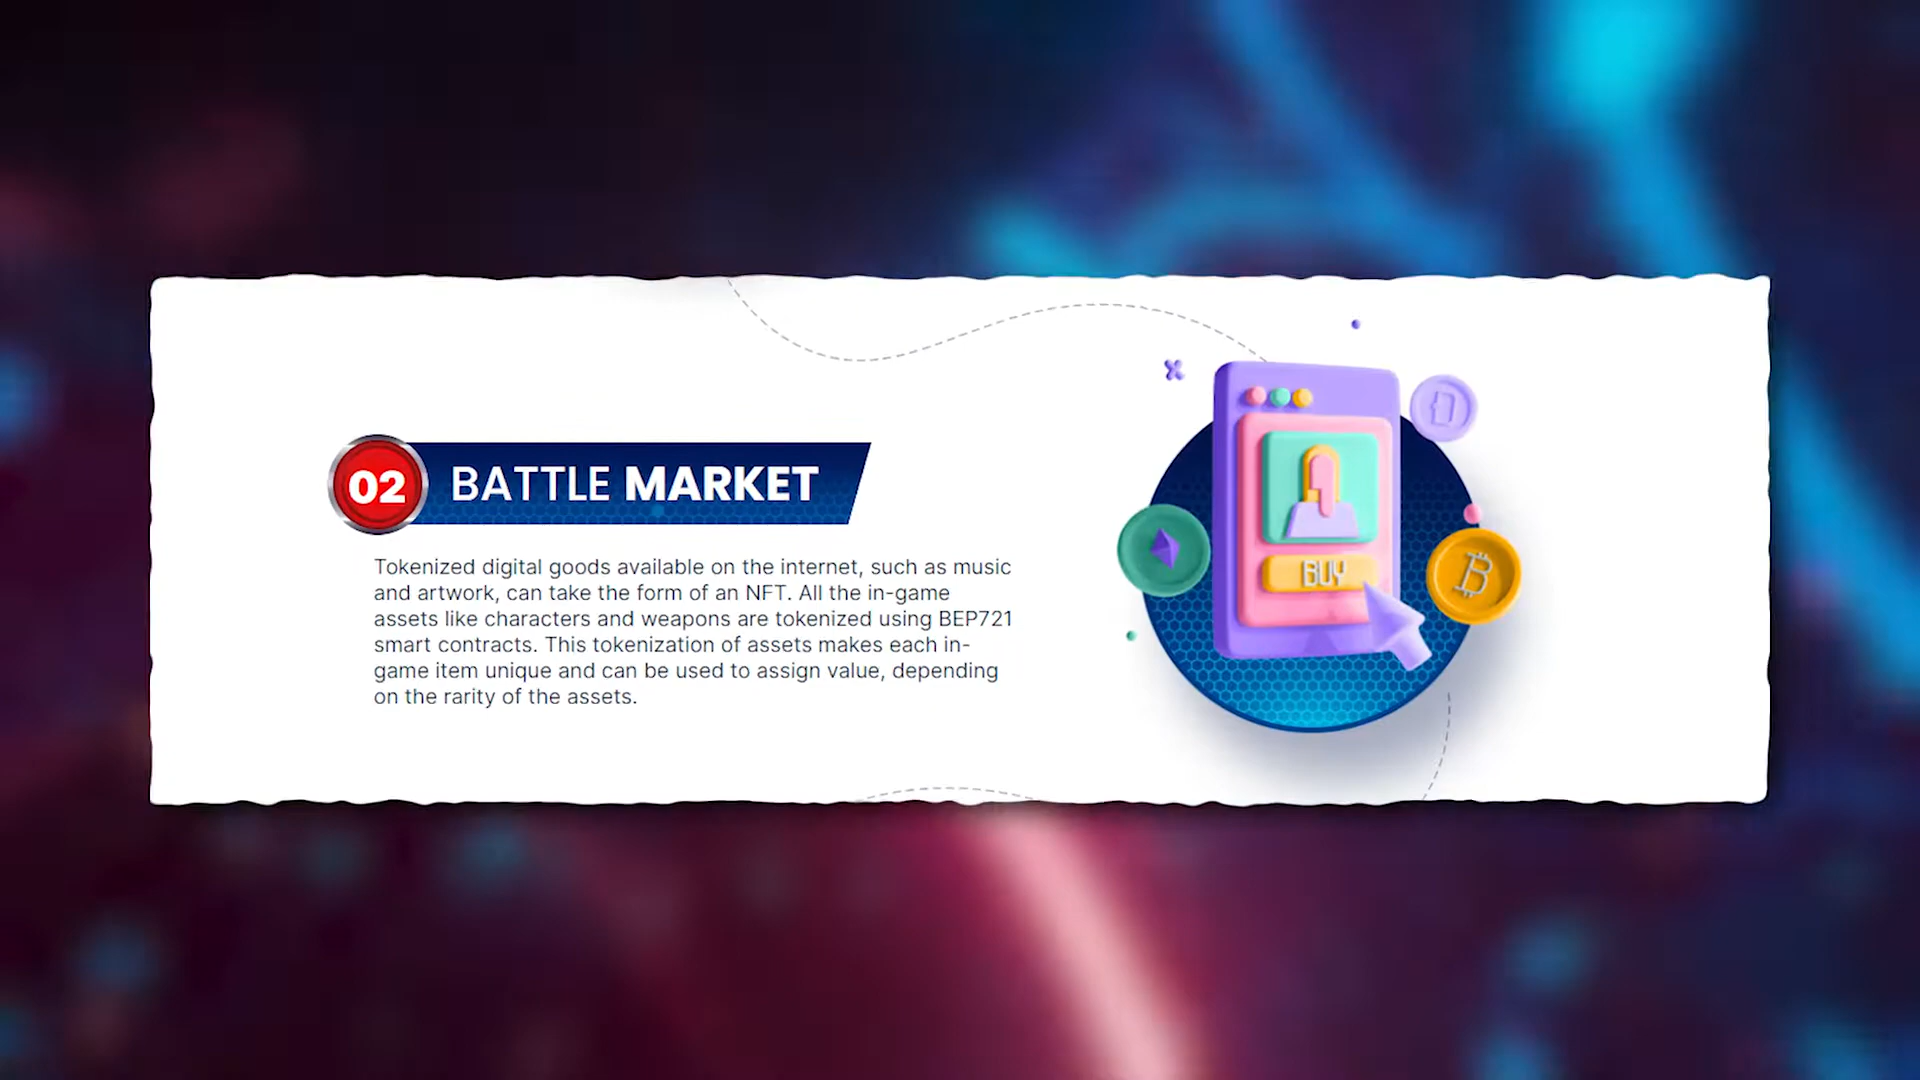 02
BATTLE MARKET
Tokenized digital goods available on the internet, such as music
and artwork, can take the form of an NFT. All the in-game
assets like characters and weapons are tokenized using BEP721
smart contracts. This tokenization of assets makes each in-
game item unique and can be used to assign value, depending
on the rarity of the assets.
BUY